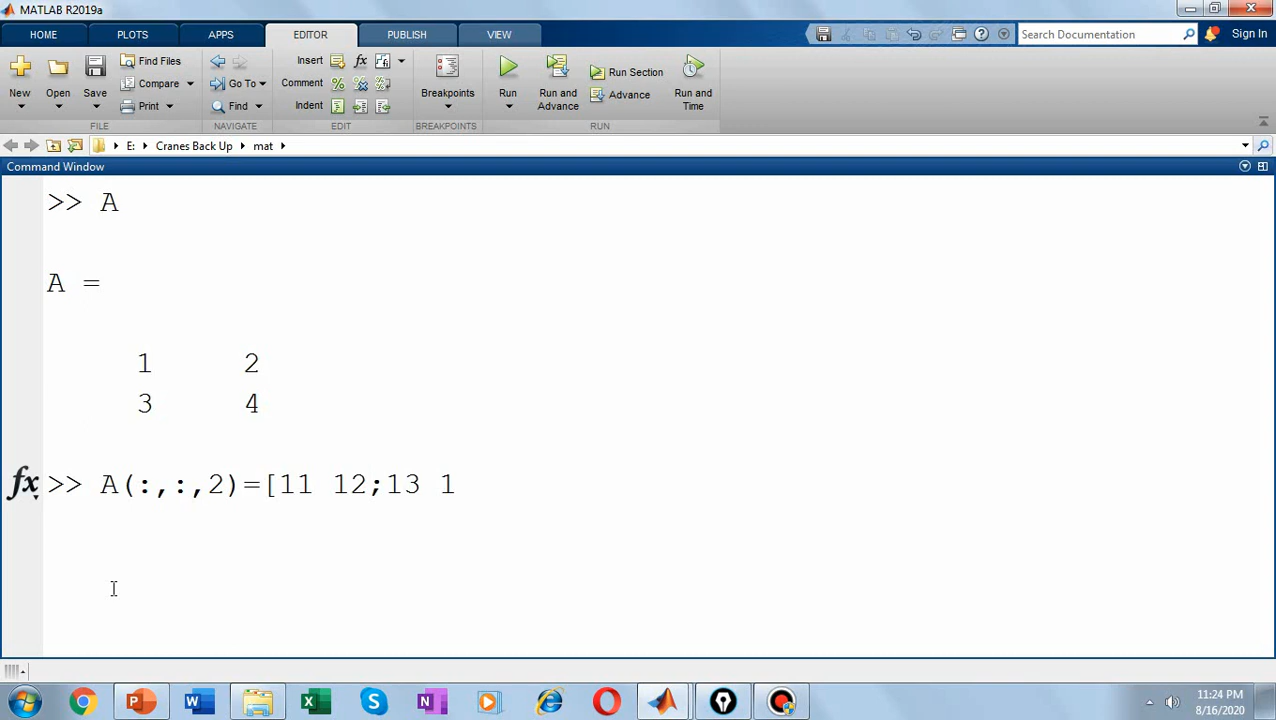 MATLAB R2019a
HOME PLOTS APPS EDITOR PUBLISH VIEW Search Documentation Sign In
New Open Save Find Files Compare Print Go To Find Insert fx Comment Indent Breakpoints Run Run and Advance Run Section Advance Run and Time
FILE NAVIGATE EDIT BREAKPOINTS RUN
E: Cranes Back Up mat
Command Window
>> A
A =
1 2
3 4
fx >> A(:,:,2)=[11 12;13 1
11:24 PM
8/16/2020